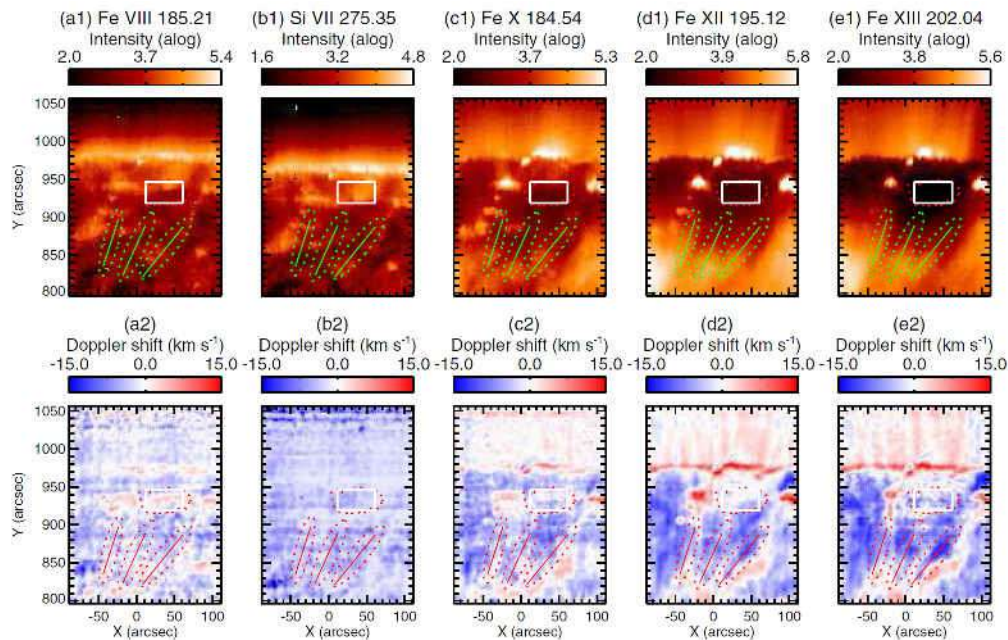 (a1) Fe VIII 185.21 (b1) Si VII 275.35 (c1) Fe X 184.54 (d1) Fe XII 195.12 (e1) Fe XIII 202.04
Intensity (alog) Intensity (alog) Intensity (alog) Intensity (alog) Intensity (alog)
2.0 3.7 5.4 1.6 3.2 4.8 2.0 3.7 5.3 2.0 3.9 5.8 2.0 3.8 5.6
1050
1000
950
900
850
800
Y (arcsec)
(a2) (b2) (c2) (d2) (e2)
Doppler shift (km s⁻¹) Doppler shift (km s⁻¹) Doppler shift (km s⁻¹) Doppler shift (km s⁻¹) Doppler shift (km s⁻¹)
-15.0 0.0 15.0 -15.0 0.0 15.0 -15.0 0.0 15.0 -15.0 0.0 15.0 -15.0 0.0 15.0
1050
1000
950
900
850
800
Y (arcsec)
-50 0 50 100 -50 0 50 100 -50 0 50 100 -50 0 50 100 -50 0 50 100
X (arcsec) X (arcsec) X (arcsec) X (arcsec) X (arcsec)